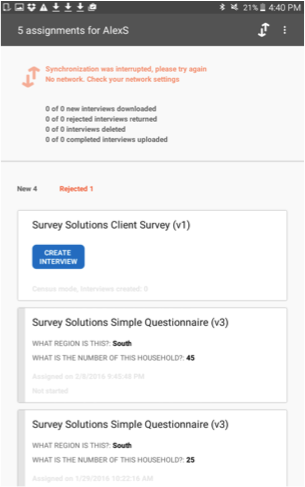 21% 4:40 PM
5 assignments for AlexS
Synchronization was interrupted, please try again
No network. Check your network settings
0 of 0 new interviews downloaded
0 of 0 rejected interviews returned
0 of 0 interviews deleted
0 of 0 completed interviews uploaded
New 4 Rejected 1
Survey Solutions Client Survey (v1)
CREATE
INTERVIEW
Census mode, Interviews created: 0
Survey Solutions Simple Questionnaire (v3)
WHAT REGION IS THIS?: South
WHAT IS THE NUMBER OF THIS HOUSEHOLD?: 45
Assigned on 2/8/2016 9:45:48 PM
Not started
Survey Solutions Simple Questionnaire (v3)
WHAT REGION IS THIS?: South
WHAT IS THE NUMBER OF THIS HOUSEHOLD?: 25
Assigned on 1/29/2016 10:22:16 AM